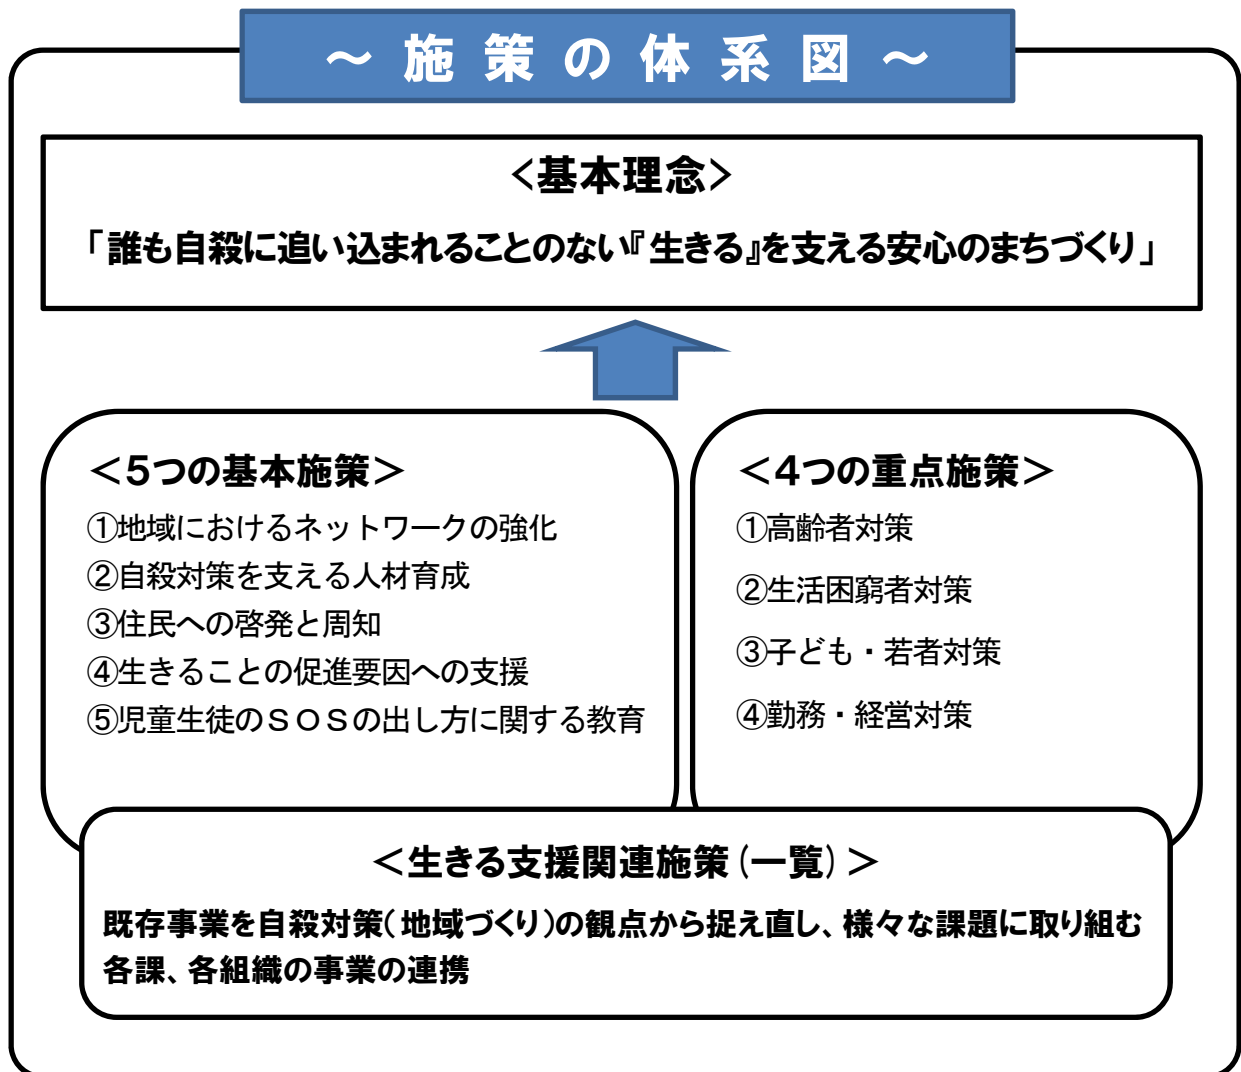 ～ 施 策 の 体 系 図 ～
＜基本理念＞
「誰も自殺に追い込まれることのない『生きる』を支える安心のまちづくり」
＜5つの基本施策＞
①地域におけるネットワークの強化
②自殺対策を支える人材育成
③住民への啓発と周知
④生きることの促進要因への支援
⑤児童生徒のＳＯＳの出し方に関する教育
＜4つの重点施策＞
①高齢者対策
②生活困窮者対策
③子ども・若者対策
④勤務・経営対策
＜生きる支援関連施策（一覧）＞
既存事業を自殺対策（地域づくり）の観点から捉え直し、様々な課題に取り組む
各課、各組織の事業の連携